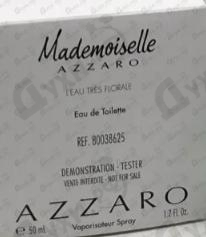 Mademoiselle
AZZARO
L'EAU TRÈS FLORALE
Eau de Toilette
REF. 80038625
DEMONSTRATION - TESTER
VENTE INTERDITE - NOT FOR SALE
AZZARO
℮ 50 ml Vaporisateur Spray 1.7 Fl. Oz.